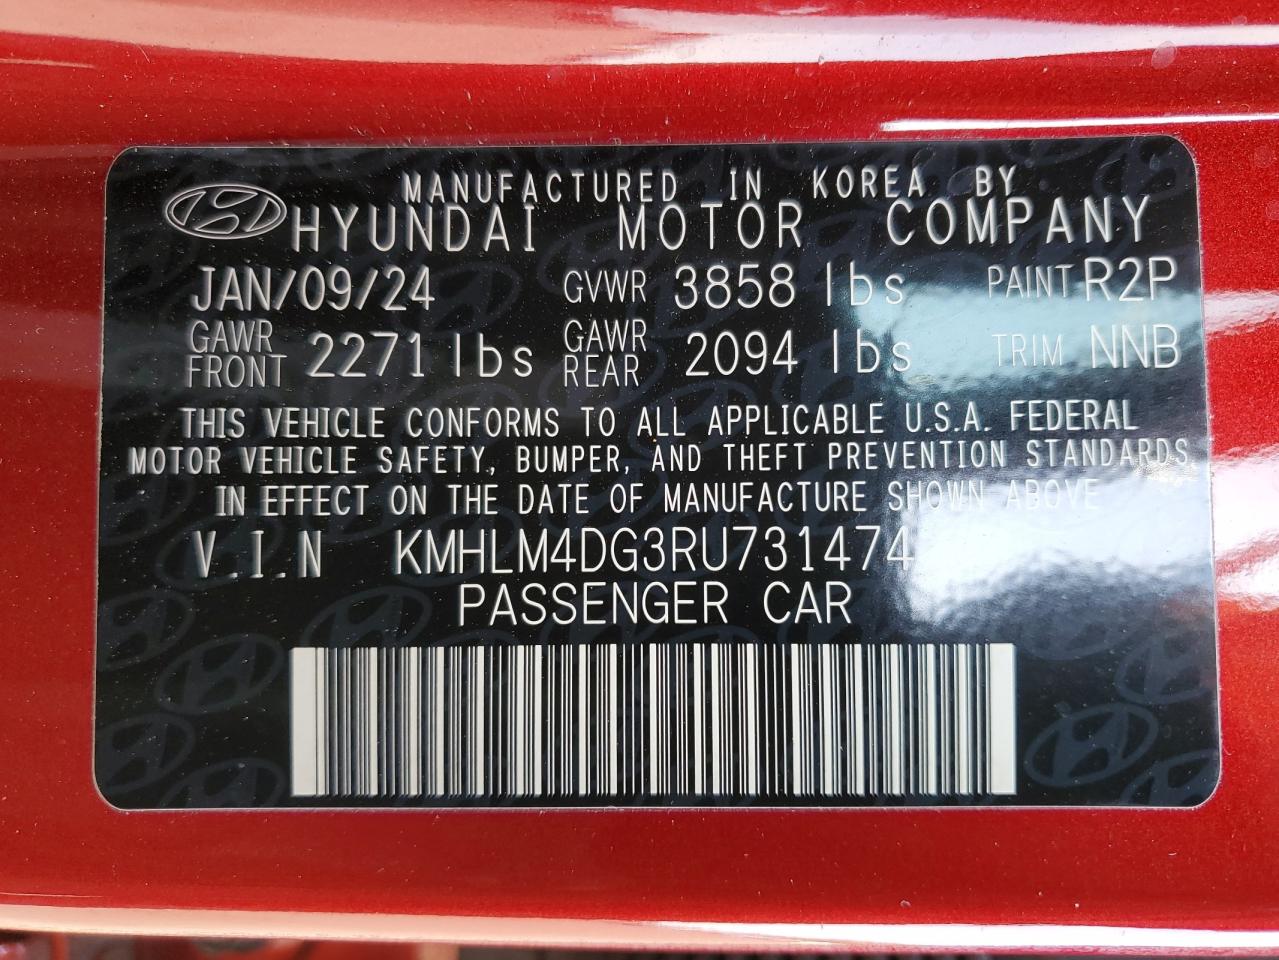 MANUFACTURED IN KOREA BY
HYUNDAI MOTOR COMPANY
JAN/09/24 GVWR 3858 lbs PAINT R2P
GAWR FRONT 2271 lbs GAWR REAR 2094 lbs TRIM NNB
THIS VEHICLE CONFORMS TO ALL APPLICABLE U.S.A. FEDERAL
MOTOR VEHICLE SAFETY, BUMPER, AND THEFT PREVENTION STANDARDS
IN EFFECT ON THE DATE OF MANUFACTURE SHOWN ABOVE
V.I.N KMHLM4DG3RU731474
PASSENGER CAR